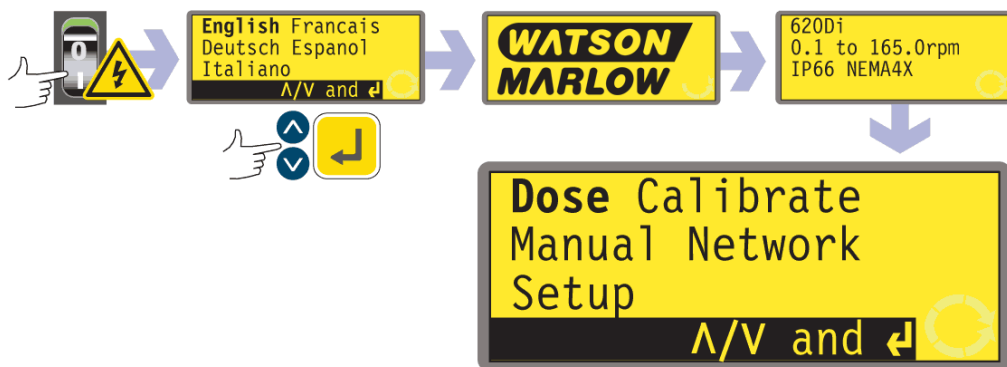 0
I
English Francais
Deutsch Espanol
Italiano
Λ/V and ↲
WATSON
MARLOW
620Di
0.1 to 165.0rpm
IP66 NEMA4X
Dose Calibrate
Manual Network
Setup
Λ/V and ↲